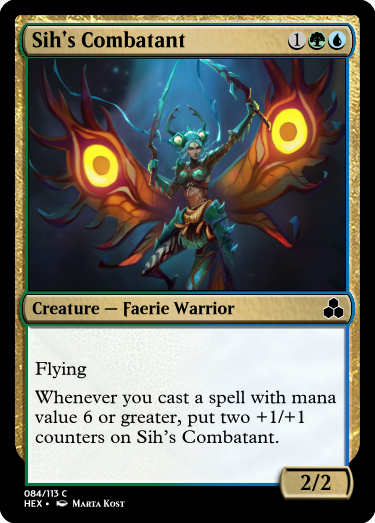 Sih's Combatant 1
Creature — Faerie Warrior
Flying
Whenever you cast a spell with mana
value 6 or greater, put two +1/+1
counters on Sih's Combatant.
2/2
084/113 C
HEX • Marta Kost